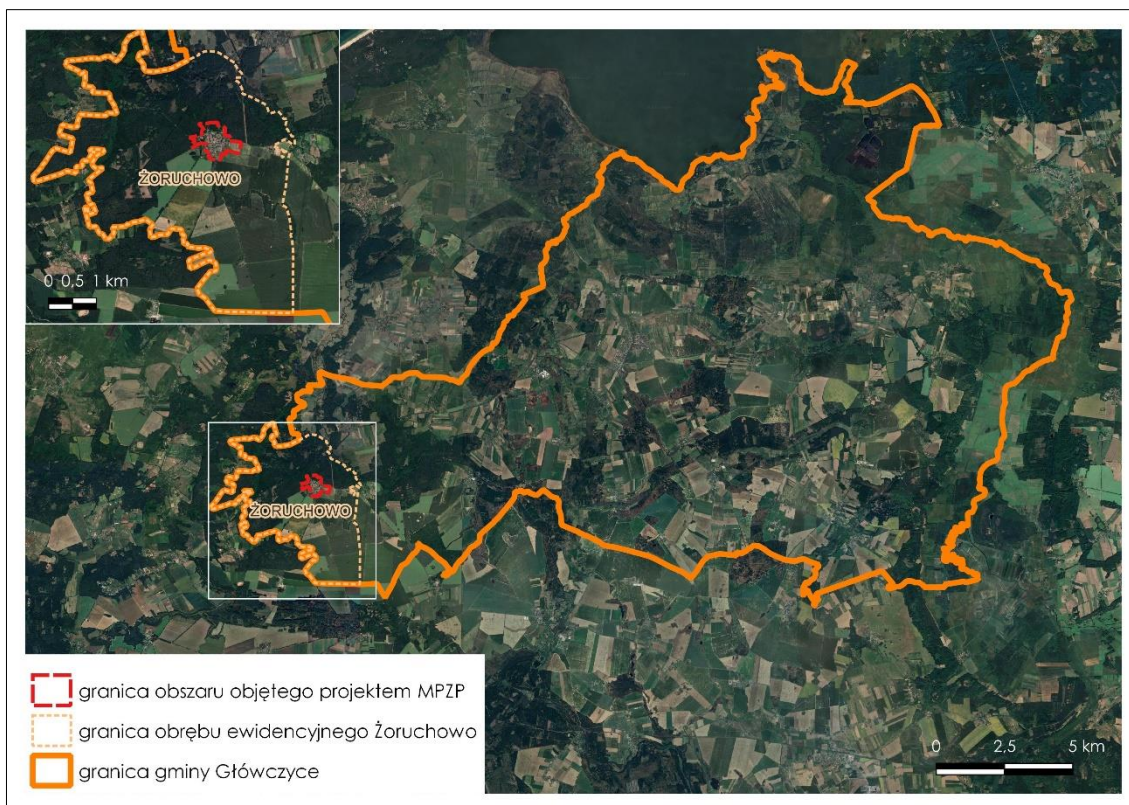 ŻORUCHOWO
0 0,5 1 km
ŻORUCHOWO
granica obszaru objętego projektem MPZP
granica obrębu ewidencyjnego Żoruchowo
granica gminy Główczyce
0 2,5 5 km